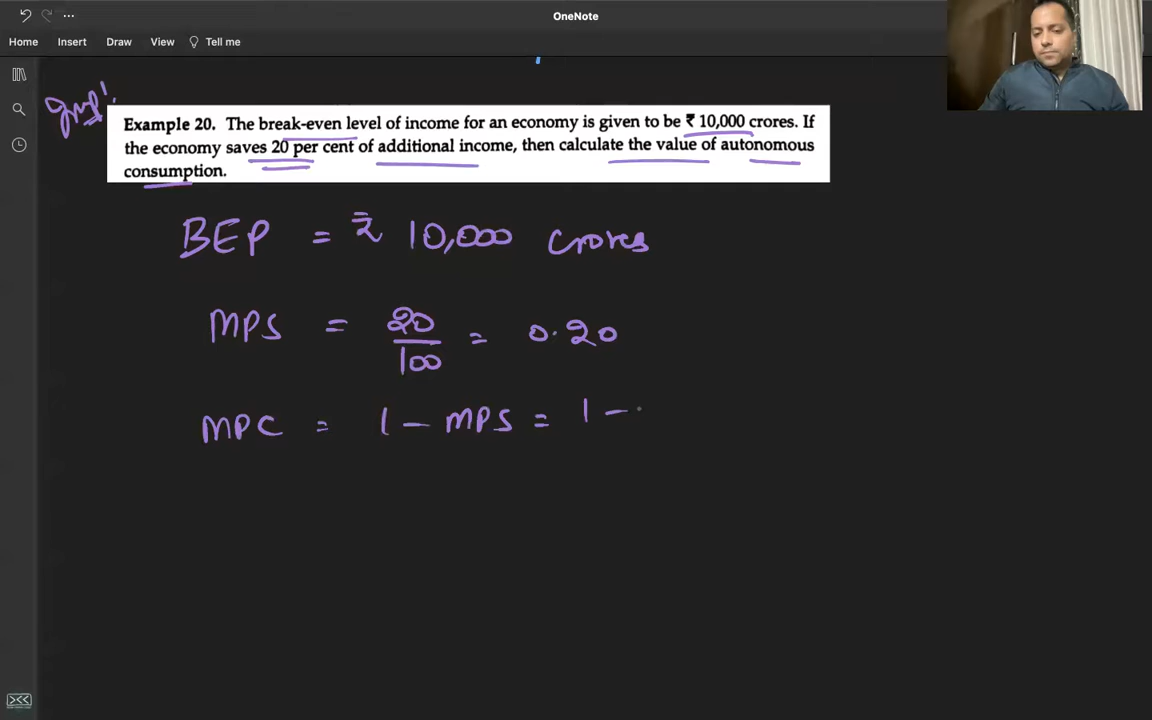 OneNote
Home Insert Draw View Tell me
Example 20. The break-even level of income for an economy is given to be ₹ 10,000 crores. If
the economy saves 20 per cent of additional income, then calculate the value of autonomous
consumption.
BEP = ₹ 10,000 crores
MPS = 20/100 = 0.20
MPC = 1 - MPS = 1 -